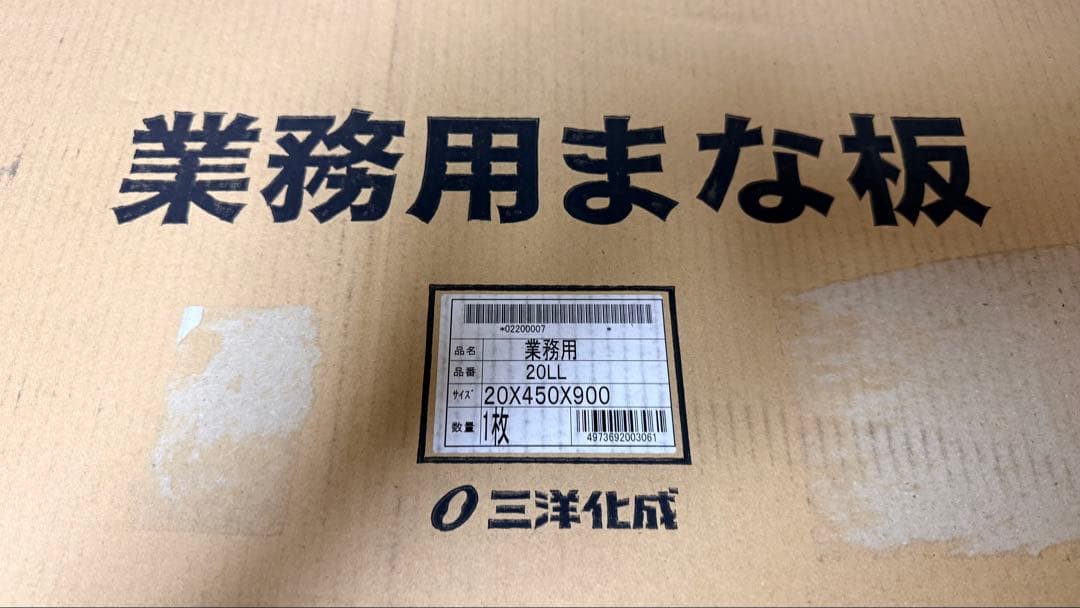 業務用まな板
*02200007 *
品名 業務用
品番 20LL
サイズ 20X450X900
数量 1枚
4973692003061
三洋化成